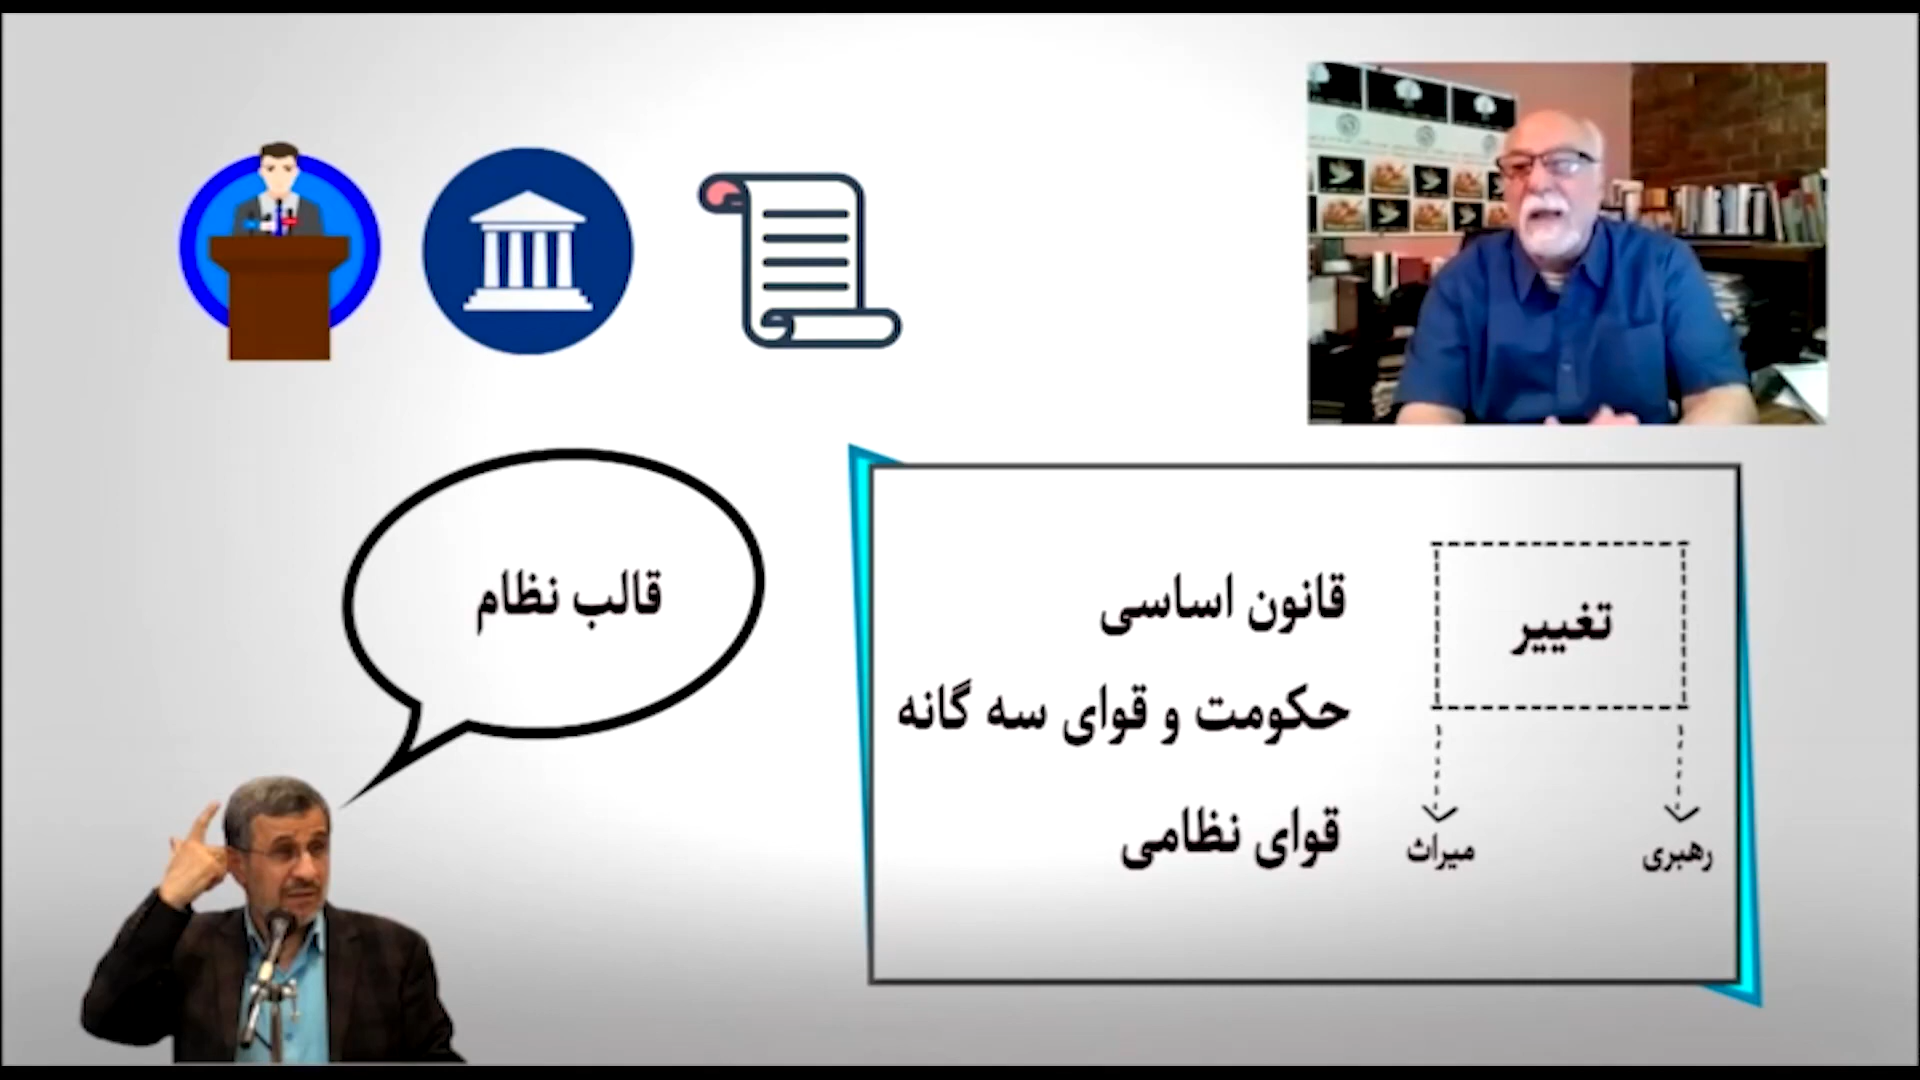 قالب نظام
تغییر
رهبری
میراث
قانون اساسی
حکومت و قوای سه گانه
قوای نظامی